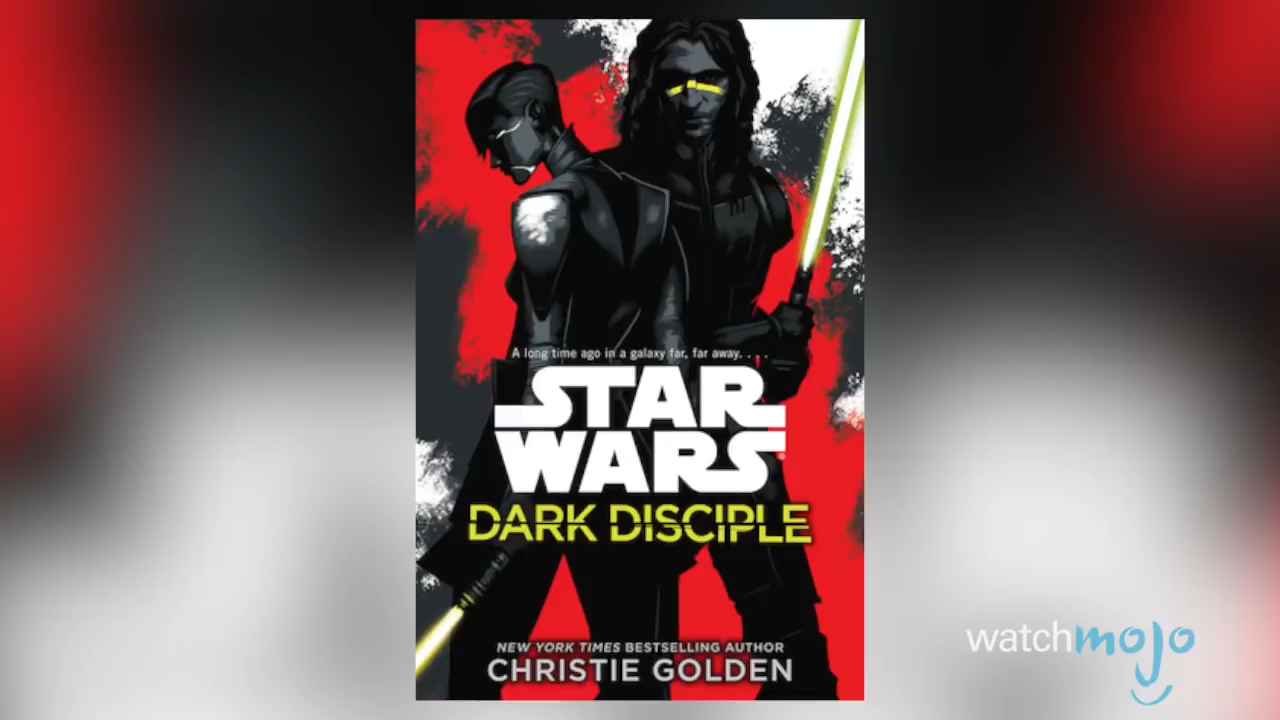 A long time ago in a galaxy far, far away. . . .
STAR
WARS®
DARK DISCIPLE
NEW YORK TIMES BESTSELLING AUTHOR
CHRISTIE GOLDEN
watchmojo